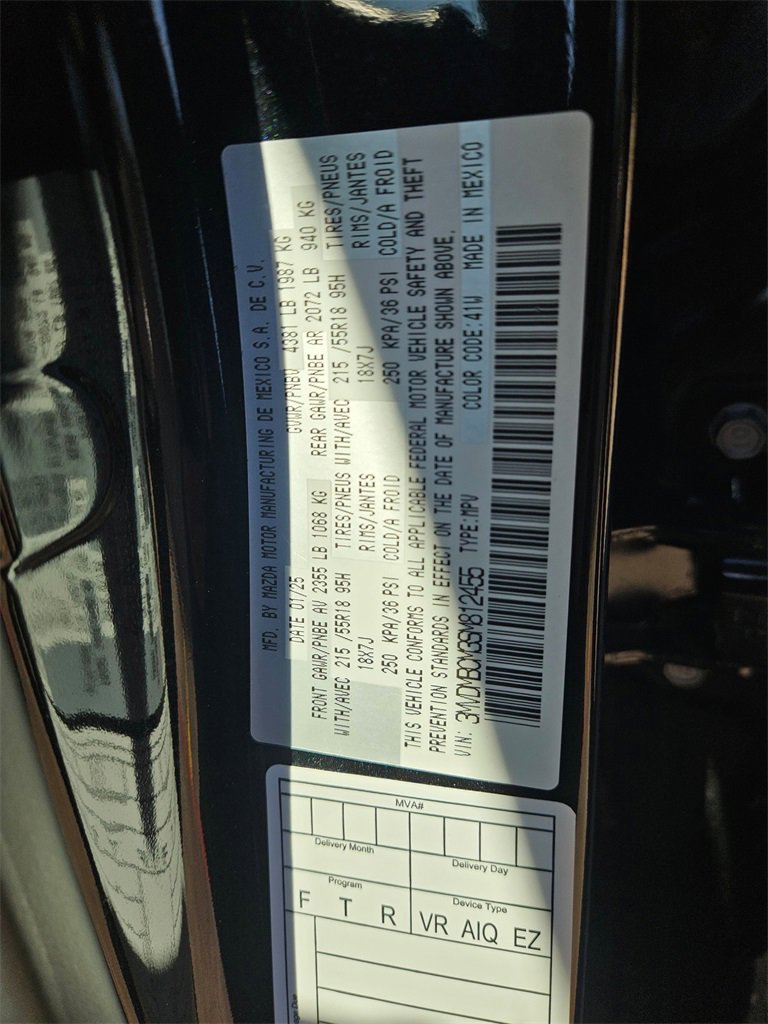 MFD. BY MAZDA MOTOR MANUFACTURING DE MEXICO S.A. DE C.V.
DATE 01/25 GVWR/PNBV 4381 LB 1987 KG
FRONT GAWR/PNBE AV 2355 LB 1068 KG REAR GAWR/PNBE AR 2072 LB 940 KG
WITH/AVEC 215 /55R18 95H TIRES/PNEUS WITH/AVEC 215 /55R18 95H TIRES/PNEUS
18X7J RIMS/JANTES 18X7J RIMS/JANTES
250 KPA/36 PSI COLD/A FROID 250 KPA/36 PSI COLD/A FROID
THIS VEHICLE CONFORMS TO ALL APPLICABLE FEDERAL MOTOR VEHICLE SAFETY AND THEFT
PREVENTION STANDARDS IN EFFECT ON THE DATE OF MANUFACTURE SHOWN ABOVE.
VIN: 3MVDMBCM3SM812455 TYPE:MPV COLOR CODE:41W MADE IN MEXICO
MVA#
Delivery Month Delivery Day
Program Device Type
F T R VR AIQ EZ